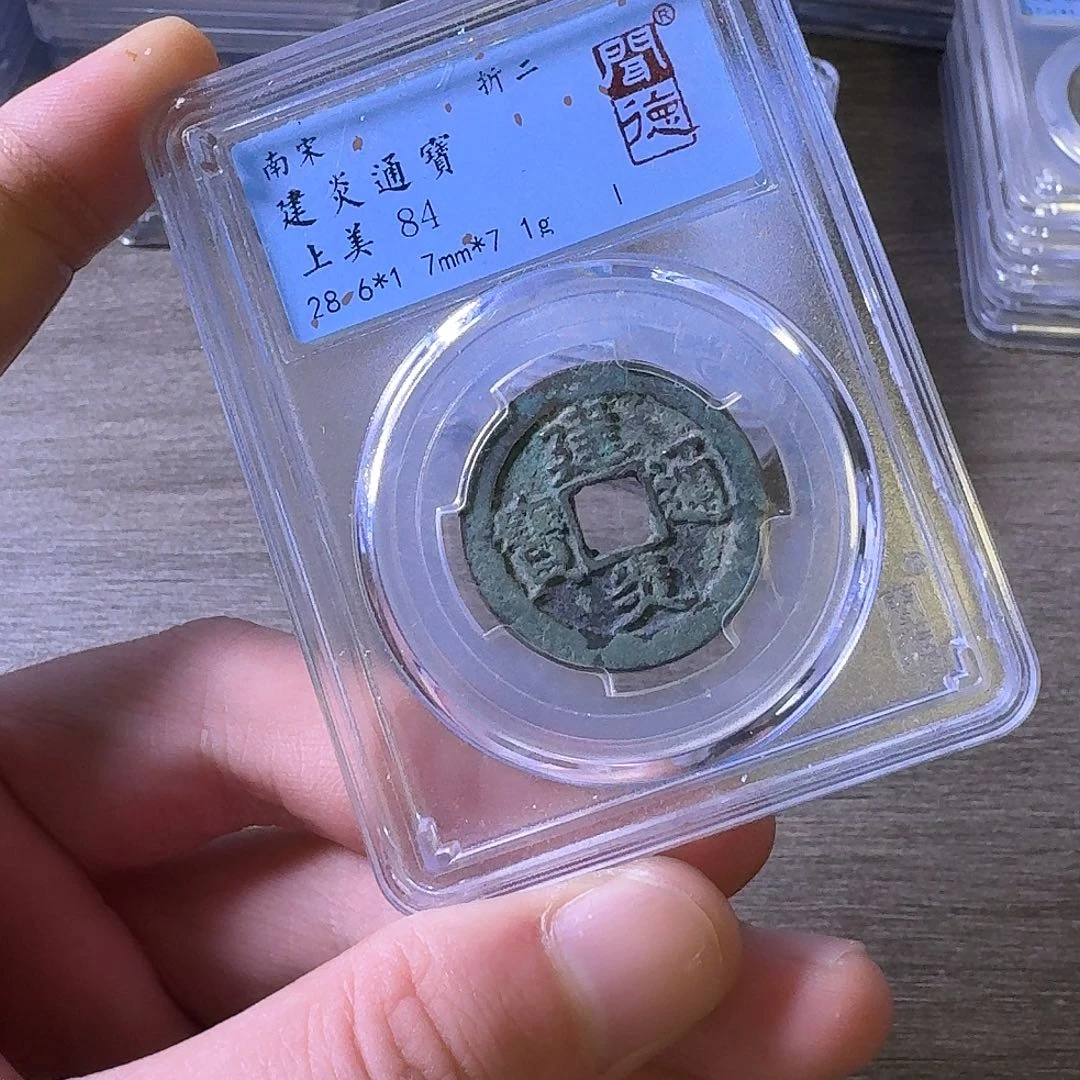 折二
聞德®
南宋
建炎通寶
上美 84
28.6*1.7mm*7.1g
建炎通寶